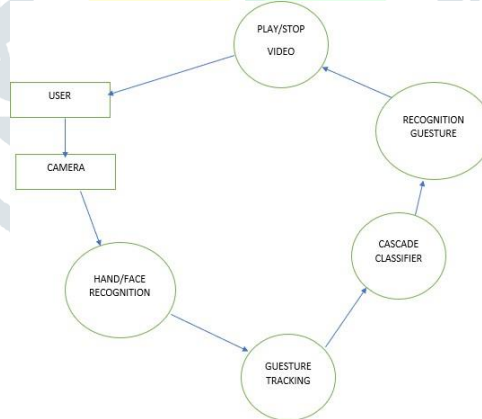 PLAY/STOP
VIDEO
USER
RECOGNITION
GUESTURE
CAMERA
CASCADE
CLASSIFIER
HAND/FACE
RECOGNITION
GUESTURE
TRACKING